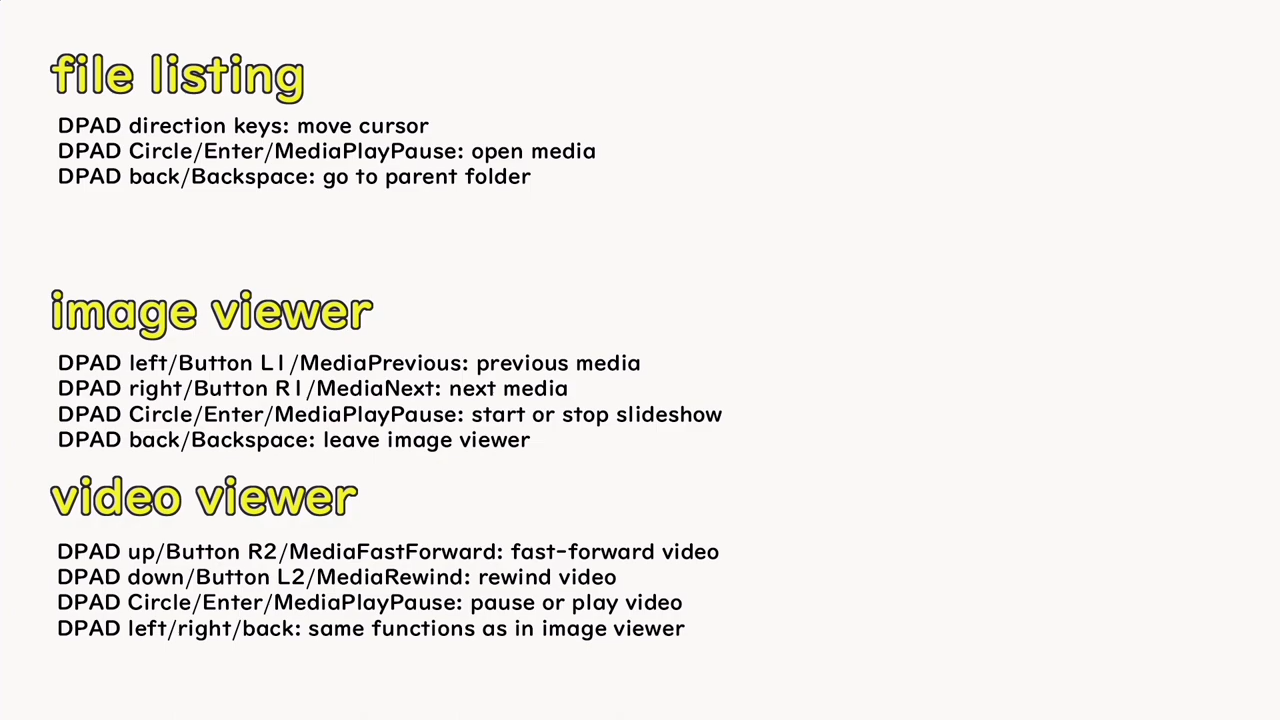 file listing
DPAD direction keys: move cursor
DPAD Circle/Enter/MediaPlayPause: open media
DPAD back/Backspace: go to parent folder
image viewer
DPAD left/Button L1/MediaPrevious: previous media
DPAD right/Button R1/MediaNext: next media
DPAD Circle/Enter/MediaPlayPause: start or stop slideshow
DPAD back/Backspace: leave image viewer
video viewer
DPAD up/Button R2/MediaFastForward: fast-forward video
DPAD down/Button L2/MediaRewind: rewind video
DPAD Circle/Enter/MediaPlayPause: pause or play video
DPAD left/right/back: same functions as in image viewer